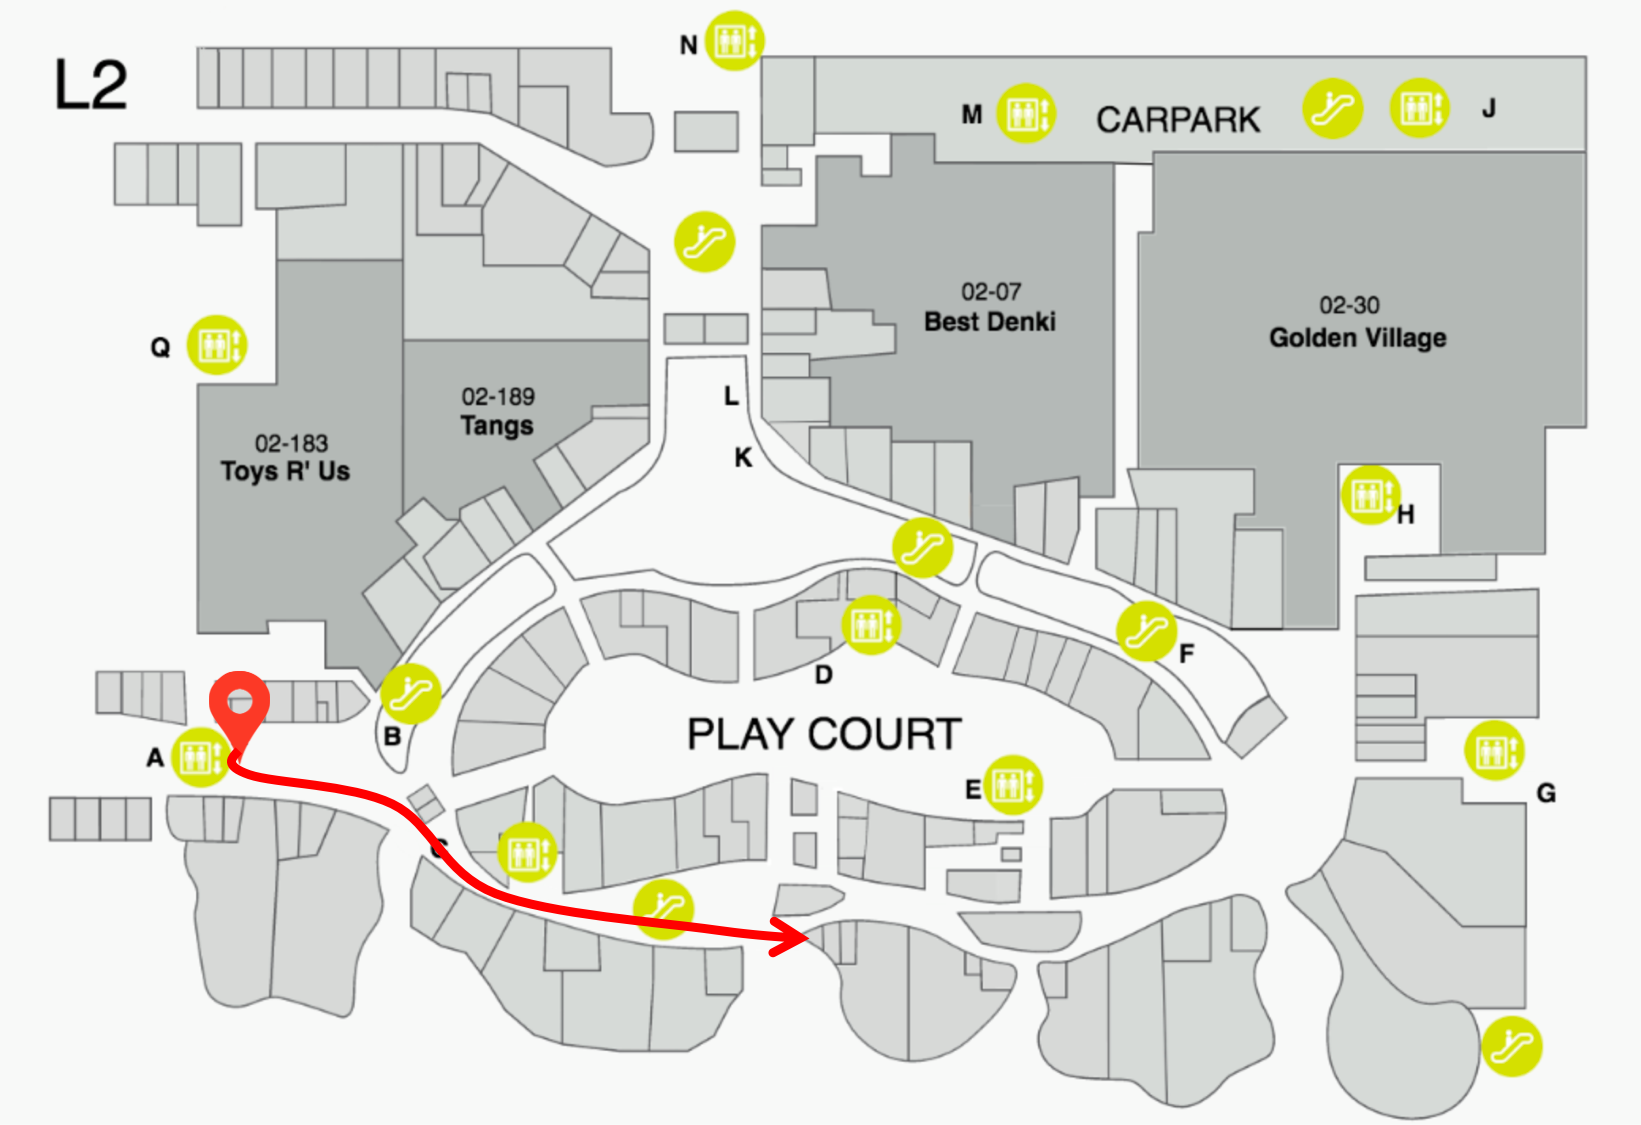 L2
N
M
CARPARK
J
02-07
Best Denki
02-30
Golden Village
Q
02-189
Tangs
02-183
Toys R' Us
L
K
H
F
D
B
PLAY COURT
A
E
G
C